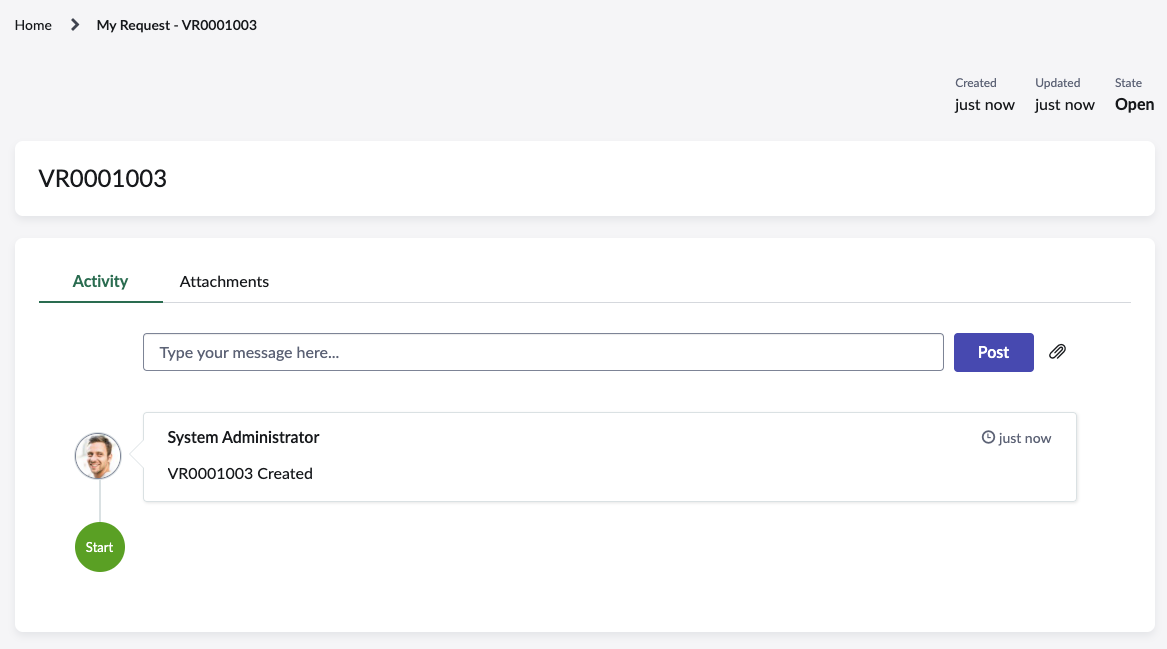 Home > My Request - VR0001003
Created Updated State
just now just now Open
VR0001003
Activity Attachments
Type your message here... Post
System Administrator just now
VR0001003 Created
Start